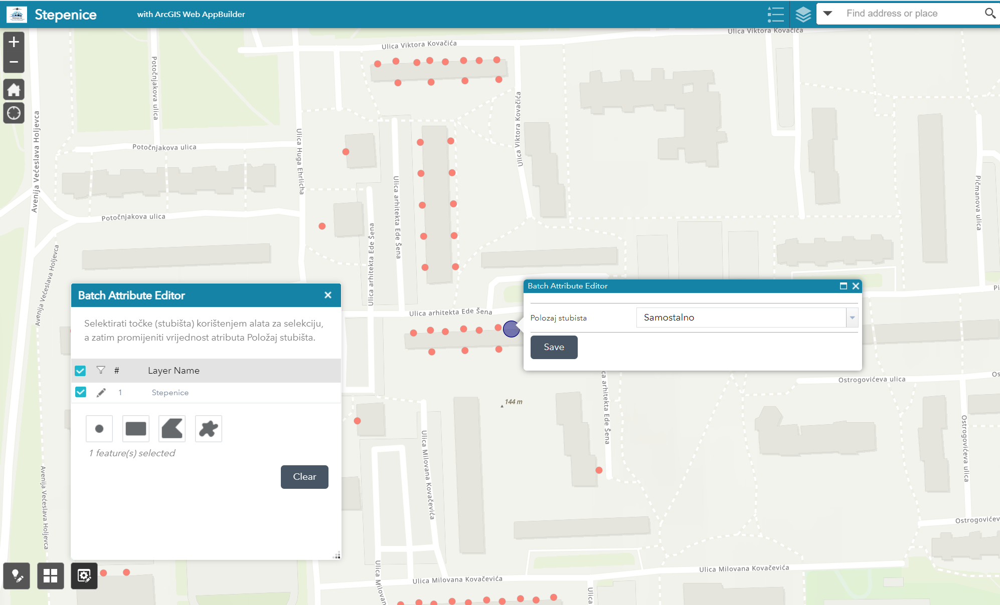 Stepenice
with ArcGIS Web AppBuilder
Find address or place
Ulica Viktora Kovačića
Ulica Viktora Kovačića
Potočnjakova ulica
Avenija Većeslava Holjevca
Ulica Viktora Kovačića
Ulica Huga Ehrlicha
Potočnjakova ulica
Ulica arhitekta Ede Šena
Pičmanova ulica
Potočnjakova ulica
Ulica arhitekta Ede Šena
Avenija Većeslava Holjevca
Batch Attribute Editor
Selektirati točke (stubišta) korištenjem alata za selekciju,
a zatim promijeniti vrijednost atributa Položaj stubišta.
# Layer Name
1 Stepenice
1 feature(s) selected
Clear
Ulica arhitekta Ede Šena
Batch Attribute Editor
Polozaj stubista
Samostalno
Save
Pi
ca arhitekta Ede Šena
Ostrogovićeva ulica
Os
144 m
Ostrogovićeva ulica
Ulica Milovana Kovačevića
Avenija Većeslava Holjevca
Ostrogovićev
Ulica Milovana Kovačevića
Ulica Milovana Kovačevića
Ulica Milovan
Ulica